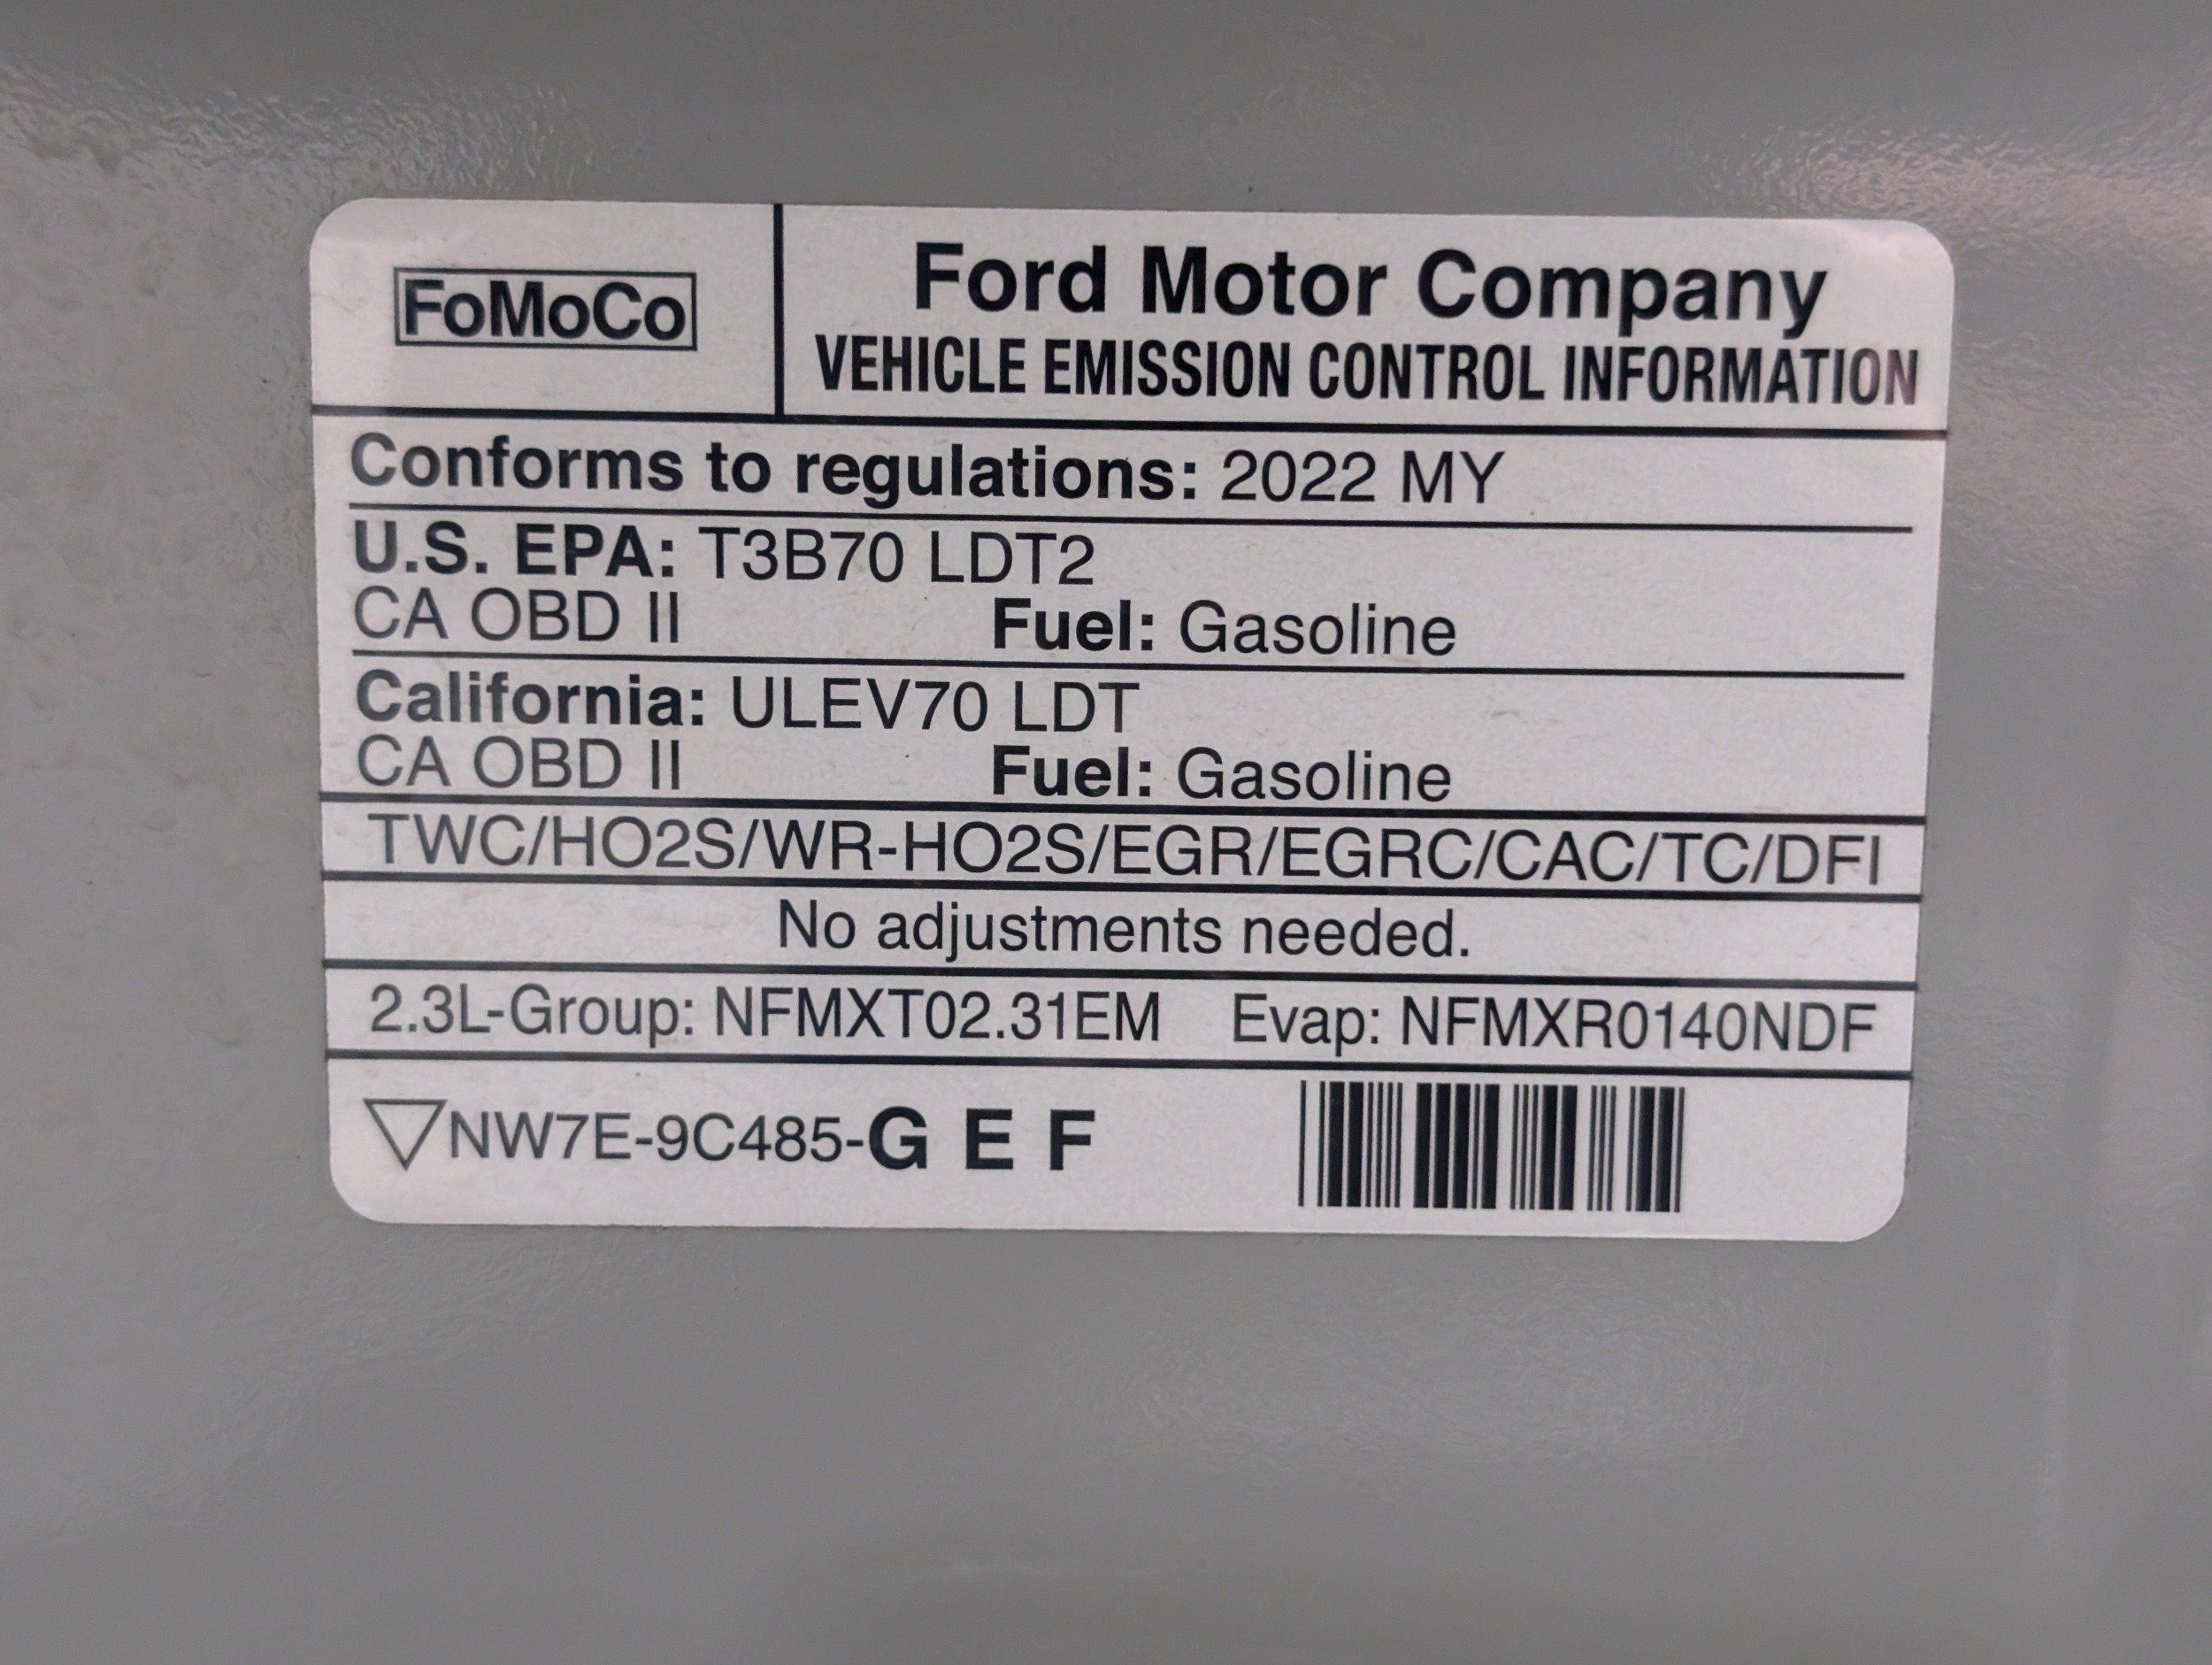 FoMoCo
Ford Motor Company
VEHICLE EMISSION CONTROL INFORMATION
Conforms to regulations: 2022 MY
U.S. EPA: T3B70 LDT2
CA OBD II Fuel: Gasoline
California: ULEV70 LDT
CA OBD II Fuel: Gasoline
TWC/HO2S/WR-HO2S/EGR/EGRC/CAC/TC/DFI
No adjustments needed.
2.3L-Group: NFMXT02.31EM Evap: NFMXR0140NDF
▽NW7E-9C485-G E F